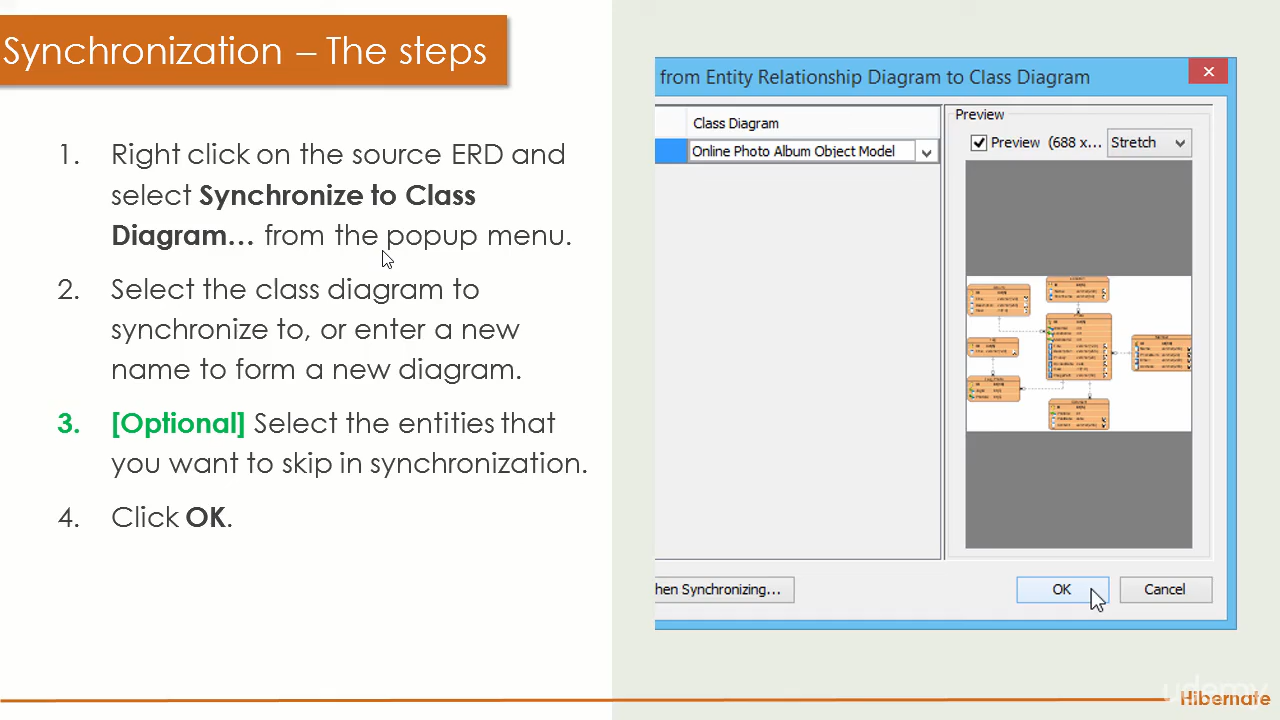 Synchronization – The steps
1. Right click on the source ERD and
select Synchronize to Class
Diagram... from the popup menu.
2. Select the class diagram to
synchronize to, or enter a new
name to form a new diagram.
3. [Optional] Select the entities that
you want to skip in synchronization.
4. Click OK.
from Entity Relationship Diagram to Class Diagram
Class Diagram
Online Photo Album Object Model
Preview
Preview (688 x... Stretch
hen Synchronizing...
OK
Cancel
udemy
Hibernate